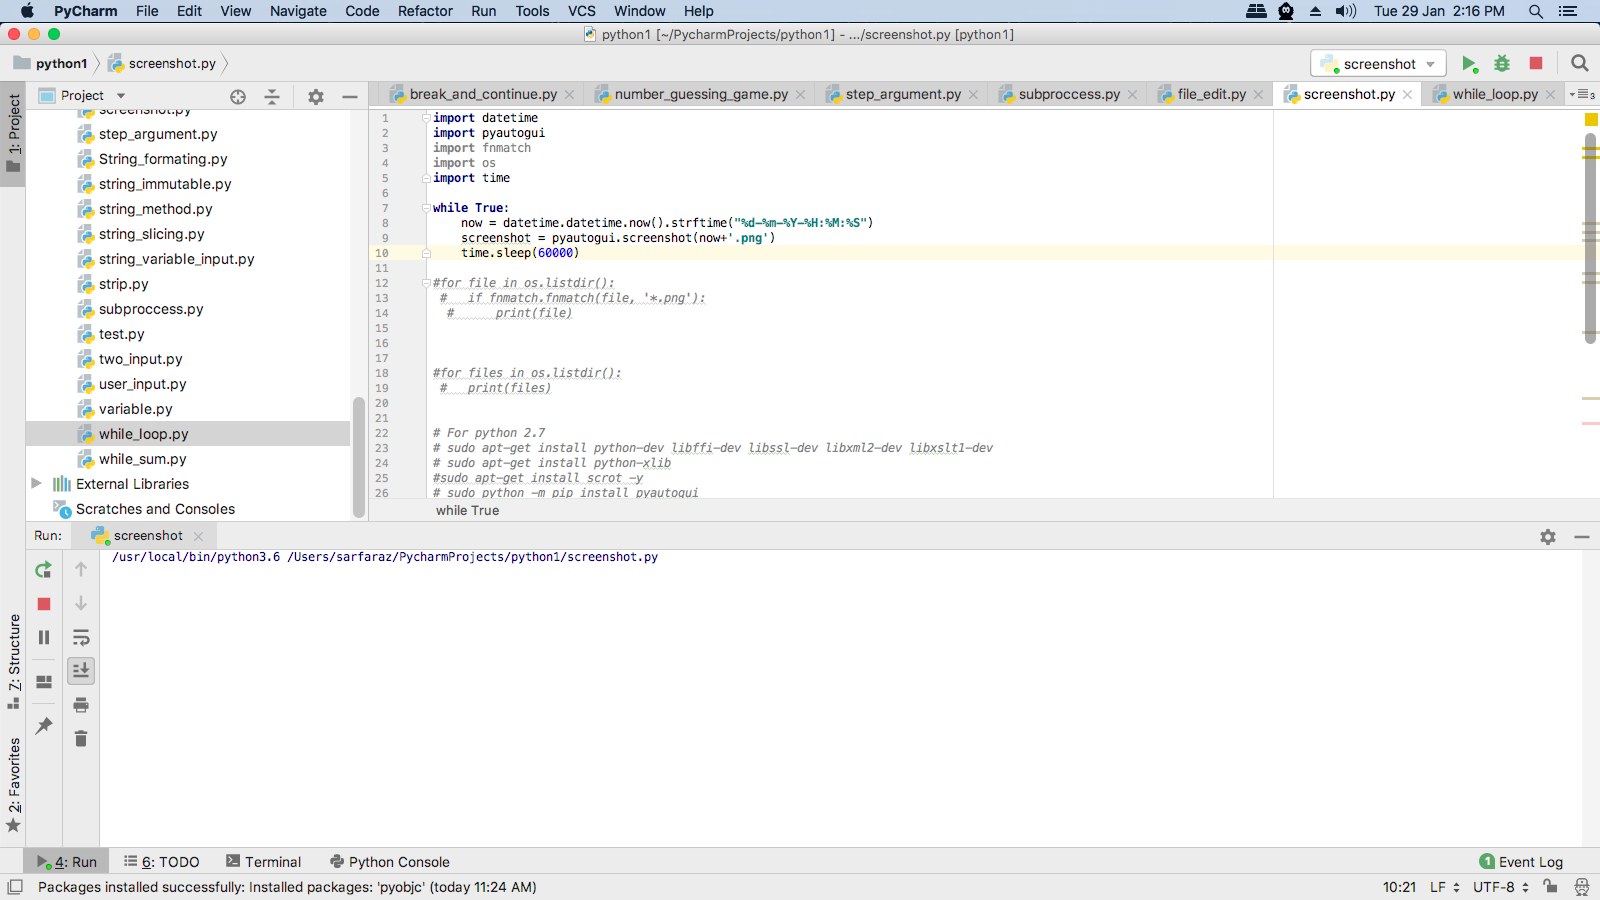 PyCharm File Edit View Navigate Code Refactor Run Tools VCS Window Help Tue 29 Jan 2:16 PM
python1 [~/PycharmProjects/python1] - .../screenshot.py [python1]
python1 screenshot.py screenshot
Project break_and_continue.py number_guessing_game.py step_argument.py subproccess.py file_edit.py screenshot.py while_loop.py 3
1: Project
screenshot.py
step_argument.py
String_formating.py
string_immutable.py
string_method.py
string_slicing.py
string_variable_input.py
strip.py
subproccess.py
test.py
two_input.py
user_input.py
variable.py
while_loop.py
while_sum.py
External Libraries
Scratches and Consoles
1 import datetime
2 import pyautogui
3 import fnmatch
4 import os
5 import time
6
7 while True:
8 now = datetime.datetime.now().strftime("%d-%m-%Y-%H:%M:%S")
9 screenshot = pyautogui.screenshot(now+'.png')
10 time.sleep(60000)
11
12 #for file in os.listdir():
13 # if fnmatch.fnmatch(file, '*.png'):
14 # print(file)
15
16
17
18 #for files in os.listdir():
19 # print(files)
20
21
22 # For python 2.7
23 # sudo apt-get install python-dev libffi-dev libssl-dev libxml2-dev libxslt1-dev
24 # sudo apt-get install python-xlib
25 #sudo apt-get install scrot -y
26 # sudo python -m pip install pyautogui
while True
Run: screenshot
/usr/local/bin/python3.6 /Users/sarfaraz/PycharmProjects/python1/screenshot.py
7: Structure
2: Favorites
4: Run 6: TODO Terminal Python Console 1 Event Log
Packages installed successfully: Installed packages: 'pyobjc' (today 11:24 AM) 10:21 LF UTF-8